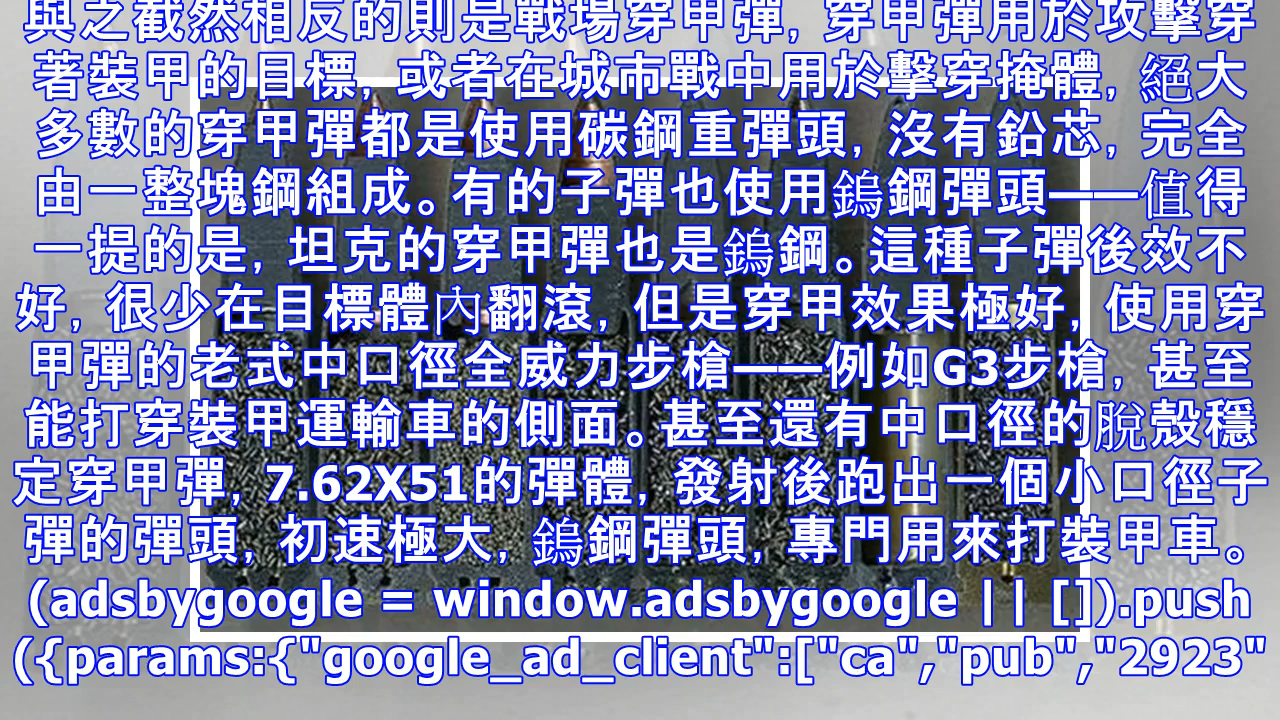 與之截然相反的則是戰場穿甲彈, 穿甲彈用於攻擊穿
著裝甲的目標, 或者在城市戰中用於擊穿掩體, 絕大
多數的穿甲彈都是使用碳鋼重彈頭, 沒有鉛芯, 完全
由一整塊鋼組成。有的子彈也使用鎢鋼彈頭——值得
一提的是, 坦克的穿甲彈也是鎢鋼。這種子彈後效不
好, 很少在目標體內翻滾, 但是穿甲效果極好, 使用穿
甲彈的老式中口徑全威力步槍——例如G3步槍, 甚至
能打穿裝甲運輸車的側面。甚至還有中口徑的脫殼穩
定穿甲彈, 7.62X51的彈體, 發射後跑出一個小口徑子
彈的彈頭, 初速極大, 鎢鋼彈頭, 專門用來打裝甲車。
(adsbygoogle = window.adsbygoogle || []).push
({params:{"google_ad_client":["ca","pub","2923"